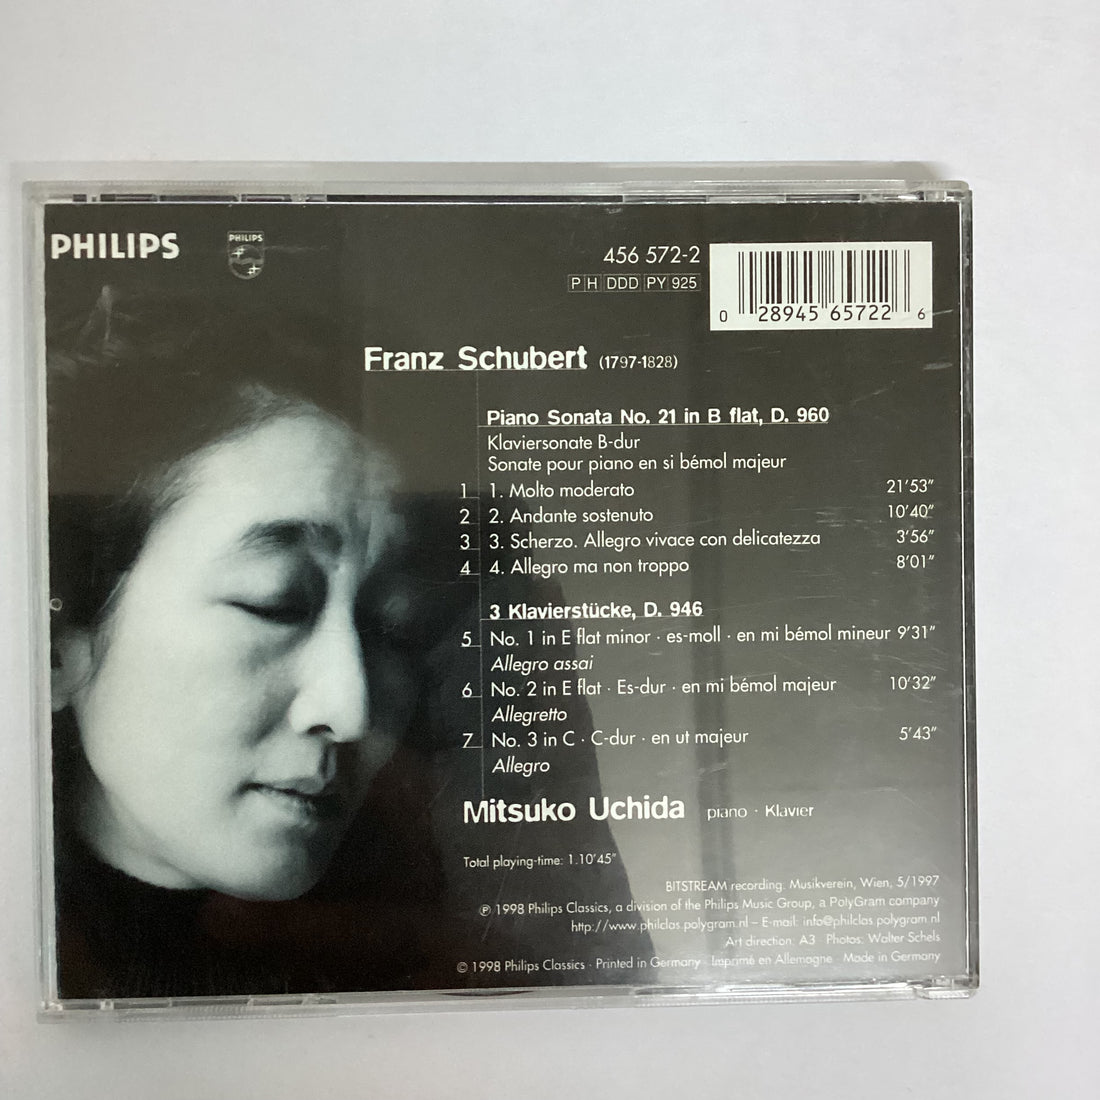 PHILIPS
PHILIPS
456 572-2
PH DDD PY 925
0 28945 65722 6
Franz Schubert (1797-1828)
Piano Sonata No. 21 in B flat, D. 960
Klaviersonate B-dur
Sonate pour piano en si bémol majeur
1 1. Molto moderato 21'53"
2 2. Andante sostenuto 10'40"
3 3. Scherzo. Allegro vivace con delicatezza 3'56"
4 4. Allegro ma non troppo 8'01"
3 Klavierstücke, D. 946
5 No. 1 in E flat minor · es-moll · en mi bémol mineur 9'31"
Allegro assai
6 No. 2 in E flat · Es-dur · en mi bémol majeur 10'32"
Allegretto
7 No. 3 in C · C-dur · en ut majeur 5'43"
Allegro
Mitsuko Uchida piano · Klavier
Total playing-time: 1.10'45"
BITSTREAM recording: Musikverein, Wien, 5/1997
℗ 1998 Philips Classics, a division of the Philips Music Group, a PolyGram company
http://www.philclas.polygram.nl – E-mail: info@philclas.polygram.nl
Art direction: A3 · Photos: Walter Schels
© 1998 Philips Classics · Printed in Germany · Imprimé en Allemagne · Made in Germany